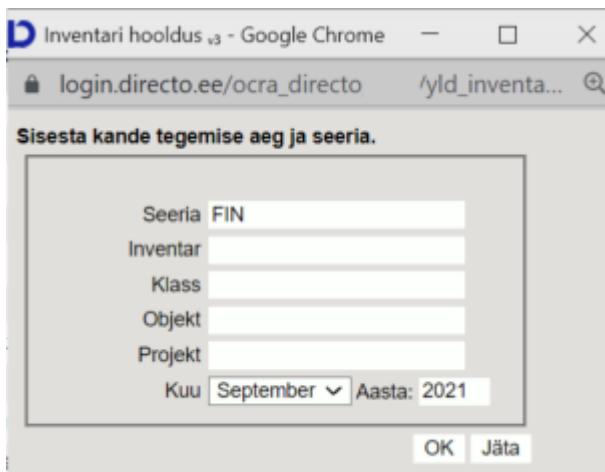 Inventari hooldus v3 - Google Chrome
login.directo.ee/ocra_directo /yld_inventa...
Sisesta kande tegemise aeg ja seeria.
Seeria FIN
Inventar
Klass
Objekt
Projekt
Kuu September Aasta: 2021
OK Jäta